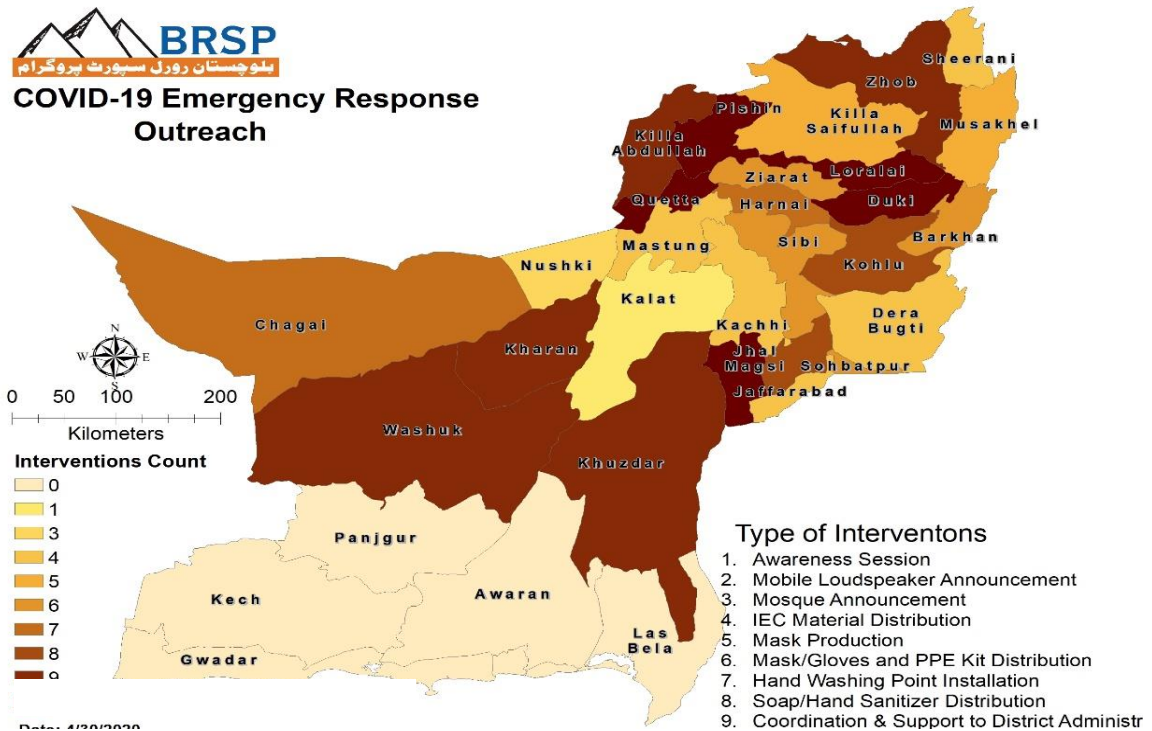 BRSP
بلوچستان رورل سپورٹ پروگرام
COVID-19 Emergency Response
Outreach
Sheerani
Zhob
Pishin
Killa
Saifullah
Musakhel
Killa
Abdullah
Ziarat
Loralai
Quetta
Harnai
Duki
Mastung
Sibi
Barkhan
Nushki
Kohlu
Kalat
Dera
Bugti
Chagai
Kachhi
Kharan
Jhal
Magsi
Sohbatpur
Jaffarabad
Washuk
Khuzdar
Panjgur
Kech
Awaran
Las
Bela
Gwadar
N
W E
S
0 50 100 200
Kilometers
Interventions Count
0
1
3
4
5
6
7
8
9
Type of Interventons
1. Awareness Session
2. Mobile Loudspeaker Announcement
3. Mosque Announcement
4. IEC Material Distribution
5. Mask Production
6. Mask/Gloves and PPE Kit Distribution
7. Hand Washing Point Installation
8. Soap/Hand Sanitizer Distribution
9. Coordination & Support to District Administr
Date: 4/30/2020